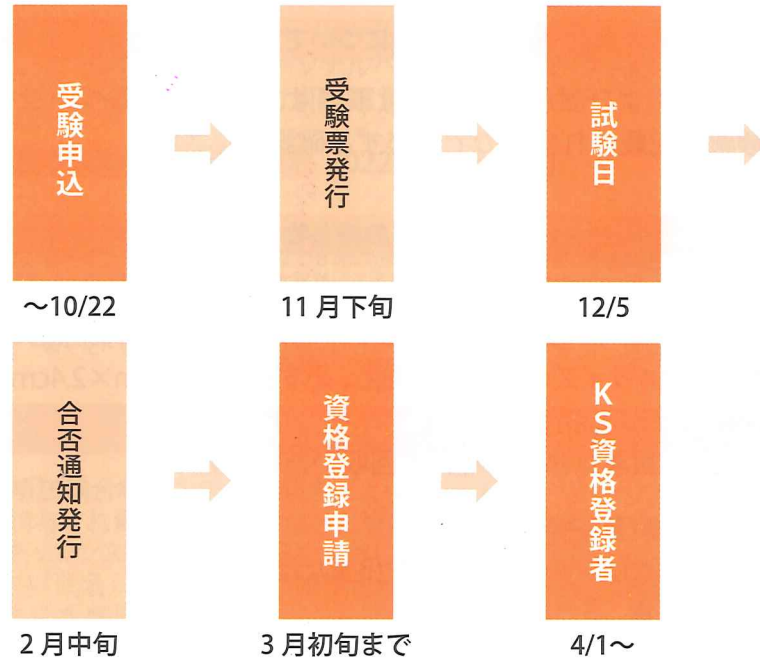 受験申込
～10/22
受験票発行
11月下旬
試験日
12/5
合否通知発行
2月中旬
資格登録申請
3月初旬まで
KS資格登録者
4/1～